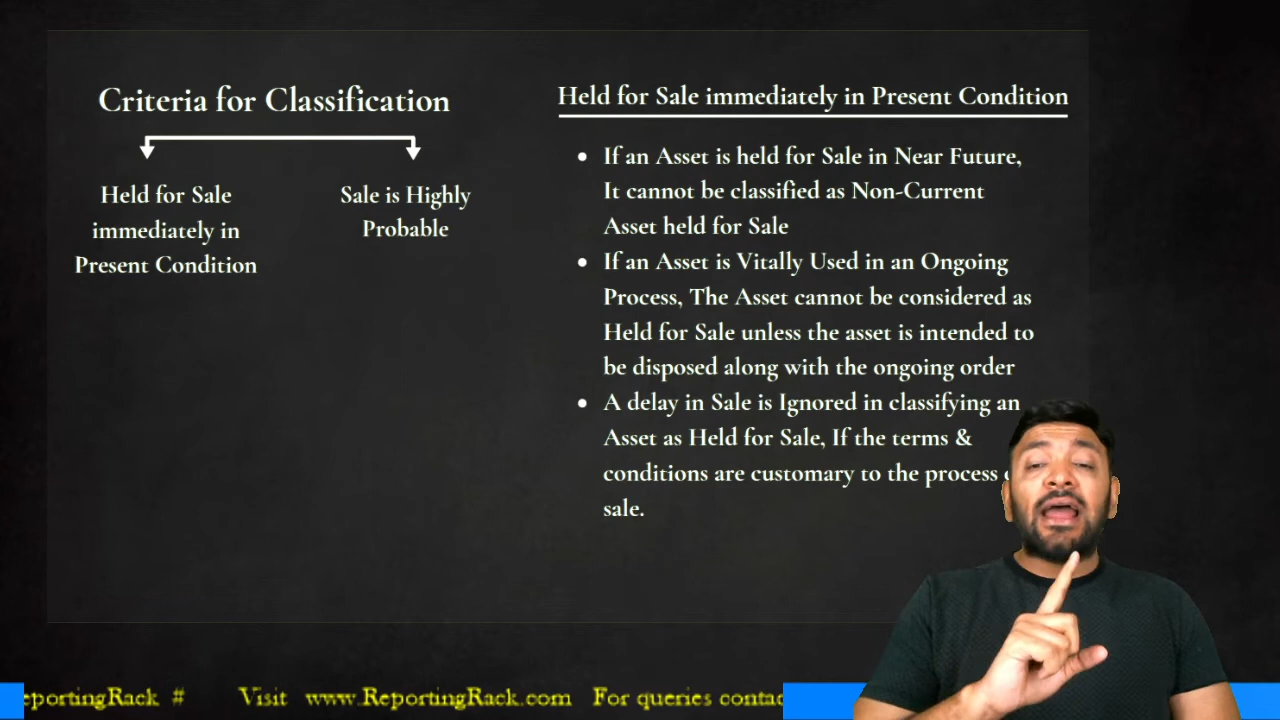 Criteria for Classification
Held for Sale
immediately in
Present Condition
Sale is Highly
Probable
Held for Sale immediately in Present Condition
• If an Asset is held for Sale in Near Future,
It cannot be classified as Non-Current
Asset held for Sale
• If an Asset is Vitally Used in an Ongoing
Process, The Asset cannot be considered as
Held for Sale unless the asset is intended to
be disposed along with the ongoing order
• A delay in Sale is Ignored in classifying an
Asset as Held for Sale, If the terms &
conditions are customary to the process
sale.
eportingRack # Visit www.ReportingRack.com For queries contac